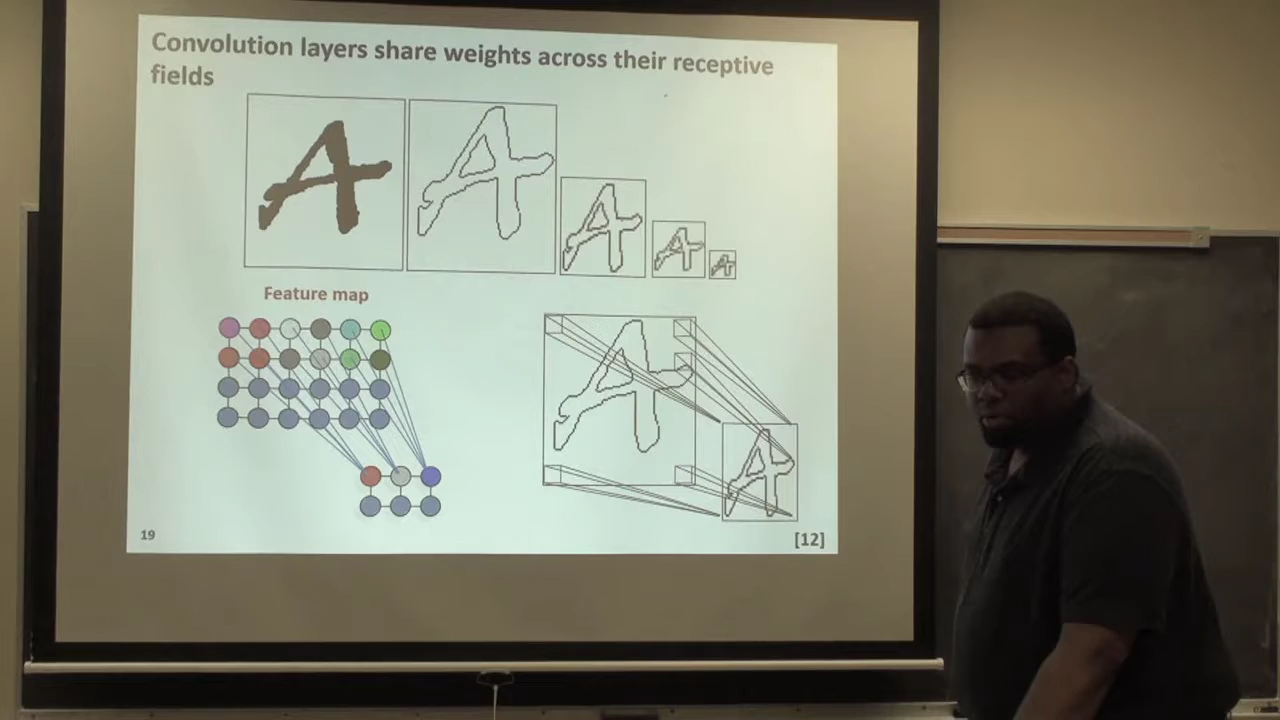 Convolution layers share weights across their receptive
fields
A A A A A
Feature map
A A
19
[12]